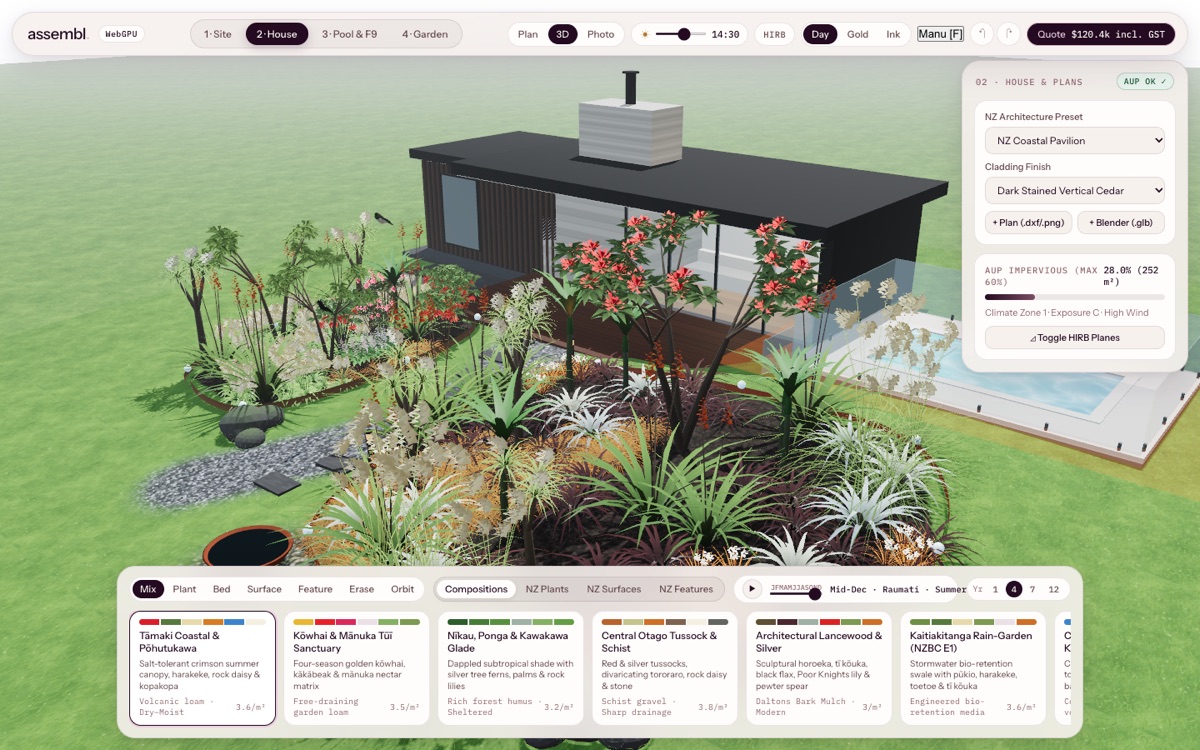 assembl
WebGPU
1·Site
2·House
3·Pool & F9
4·Garden
Plan
3D
Photo
14:30
HIRB
Day
Gold
Ink
Manu [F]
Quote $120.4k incl. GST
02 · HOUSE & PLANS
AUP OK ✓
NZ Architecture Preset
NZ Coastal Pavilion
Cladding Finish
Dark Stained Vertical Cedar
+ Plan (.dxf/.png)
+ Blender (.glb)
AUP IMPERVIOUS (MAX 60%)
28.0% (252 m²)
Climate Zone 1·Exposure C·High Wind
⊿Toggle HIRB Planes
Mix
Plant
Bed
Surface
Feature
Erase
Orbit
Compositions
NZ Plants
NZ Surfaces
NZ Features
JFMAMJJASOND
Mid-Dec · Raumati · Summer
Yr
1
4
7
12
Tāmaki Coastal &
Pōhutukawa
Salt-tolerant crimson summer
canopy, harakeke, rock daisy &
kopakopa
Volcanic loam ·
Dry-Moist
3.6/m²
Kōwhai & Mānuka Tūī
Sanctuary
Four-season golden kōwhai,
kākābeak & mānuka nectar
matrix
Free-draining
garden loam
3.5/m²
Nīkau, Ponga & Kawakawa
Glade
Dappled subtropical shade with
silver tree ferns, palms & rock
lilies
Rich forest humus ·
Sheltered
3.2/m²
Central Otago Tussock &
Schist
Red & silver tussocks,
divaricating tororaro, rock daisy
& stone
Schist gravel ·
Sharp drainage
3.8/m²
Architectural Lancewood &
Silver
Sculptural horoeka, tī kōuka,
black flax, Poor Knights lily &
pewter spear
Daltons Bark Mulch ·
Modern
3/m²
Kaitiakitanga Rain-Garden
(NZBC E1)
Stormwater bio-retention
swale with pūkio, harakeke,
toetoe & tī kōuka
Engineered bio-
retention media
3.6/m²